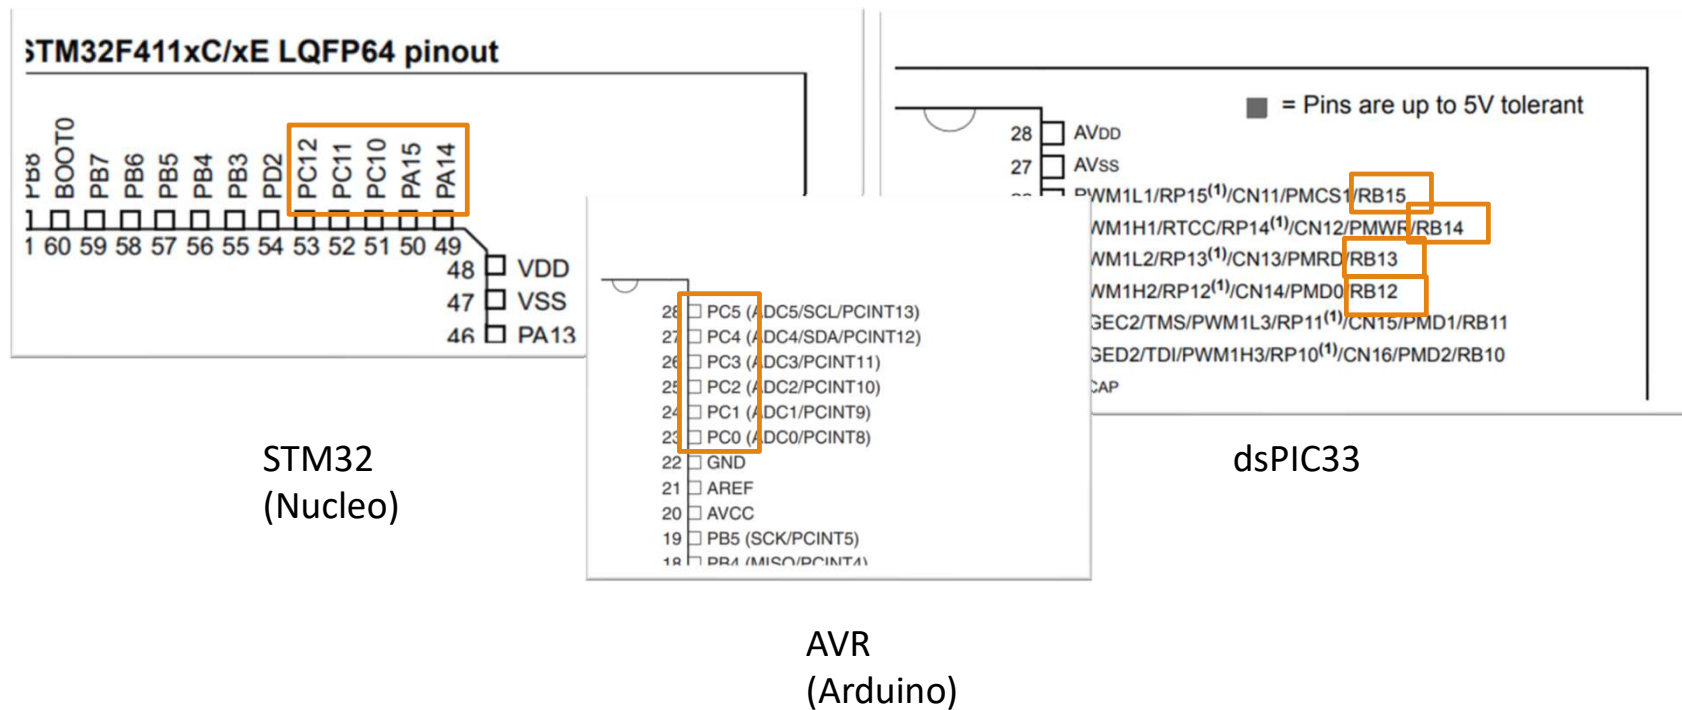 STM32F411xC/xE LQFP64 pinout
PB8 BOOT0 PB7 PB6 PB5 PB4 PB3 PD2 PC12 PC11 PC10 PA15 PA14
1 60 59 58 57 56 55 54 53 52 51 50 49
48 VDD
47 VSS
46 PA13
STM32
(Nucleo)
28 PC5 (ADC5/SCL/PCINT13)
27 PC4 (ADC4/SDA/PCINT12)
26 PC3 (ADC3/PCINT11)
25 PC2 (ADC2/PCINT10)
24 PC1 (ADC1/PCINT9)
23 PC0 (ADC0/PCINT8)
22 GND
21 AREF
20 AVCC
19 PB5 (SCK/PCINT5)
18 PB4 (MISO/PCINT4)
AVR
(Arduino)
= Pins are up to 5V tolerant
28 AVDD
27 AVSS
PWM1L1/RP15(1)/CN11/PMCS1/RB15
WM1H1/RTCC/RP14(1)/CN12/PMWR/RB14
WM1L2/RP13(1)/CN13/PMRD/RB13
WM1H2/RP12(1)/CN14/PMD0/RB12
GEC2/TMS/PWM1L3/RP11(1)/CN15/PMD1/RB11
GED2/TDI/PWM1H3/RP10(1)/CN16/PMD2/RB10
CAP
dsPIC33